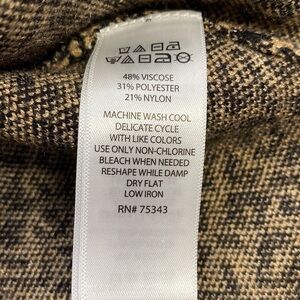 48% VISCOSE
31% POLYESTER
21% NYLON
MACHINE WASH COOL
DELICATE CYCLE
WITH LIKE COLORS
USE ONLY NON-CHLORINE
BLEACH WHEN NEEDED
RESHAPE WHILE DAMP
DRY FLAT
LOW IRON
RN# 75343